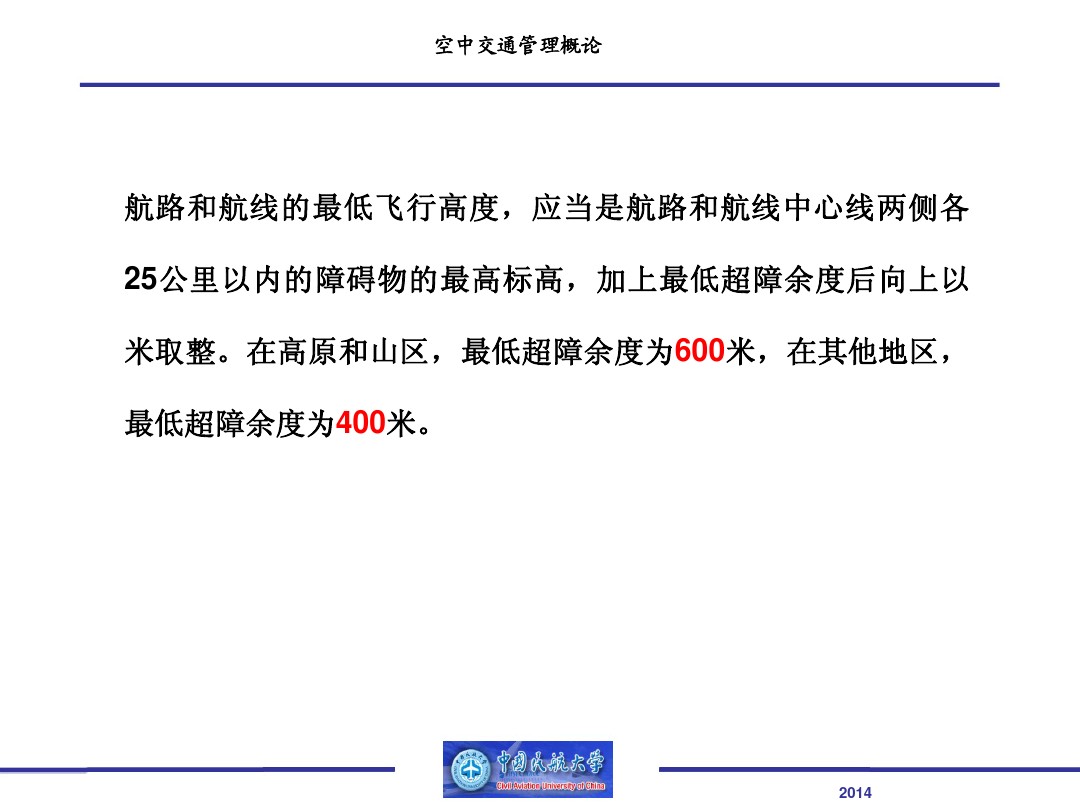 空中交通管理概论
航路和航线的最低飞行高度，应当是航路和航线中心线两侧各
25公里以内的障碍物的最高标高，加上最低超障余度后向上以
米取整。在高原和山区，最低超障余度为600米，在其他地区，
最低超障余度为400米。
中国民航大学
Civil Aviation University of China
2014